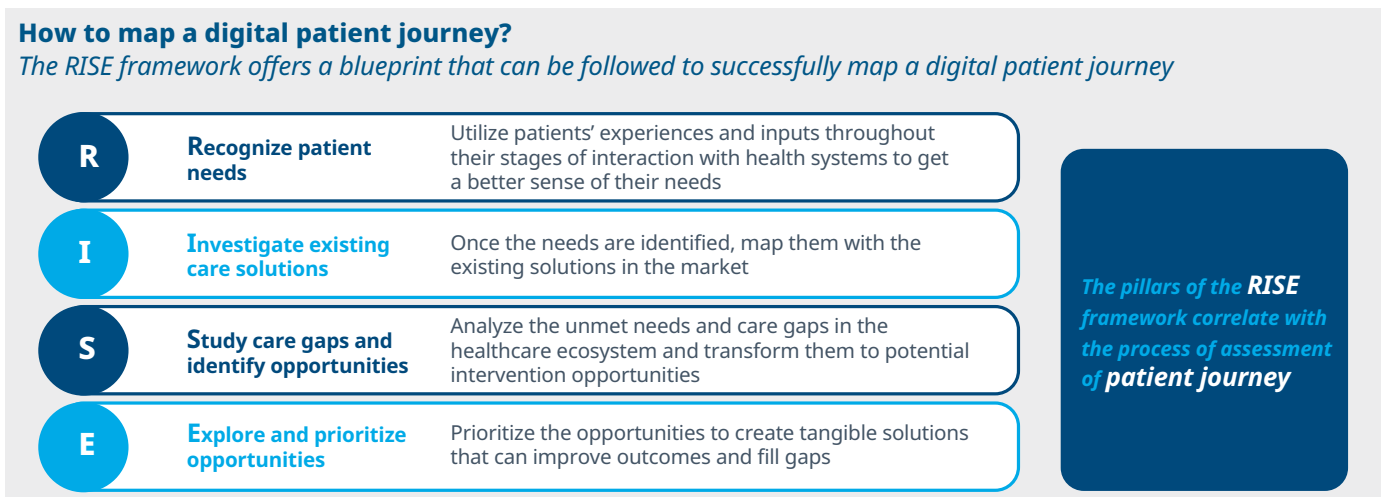 How to map a digital patient journey?
The RISE framework offers a blueprint that can be followed to successfully map a digital patient journey
R
Recognize patient
needs
Utilize patients’ experiences and inputs throughout
their stages of interaction with health systems to get
a better sense of their needs
I
Investigate existing
care solutions
Once the needs are identified, map them with the
existing solutions in the market
S
Study care gaps and
identify opportunities
Analyze the unmet needs and care gaps in the
healthcare ecosystem and transform them to potential
intervention opportunities
E
Explore and prioritize
opportunities
Prioritize the opportunities to create tangible solutions
that can improve outcomes and fill gaps
The pillars of the RISE
framework correlate with
the process of assessment
of patient journey